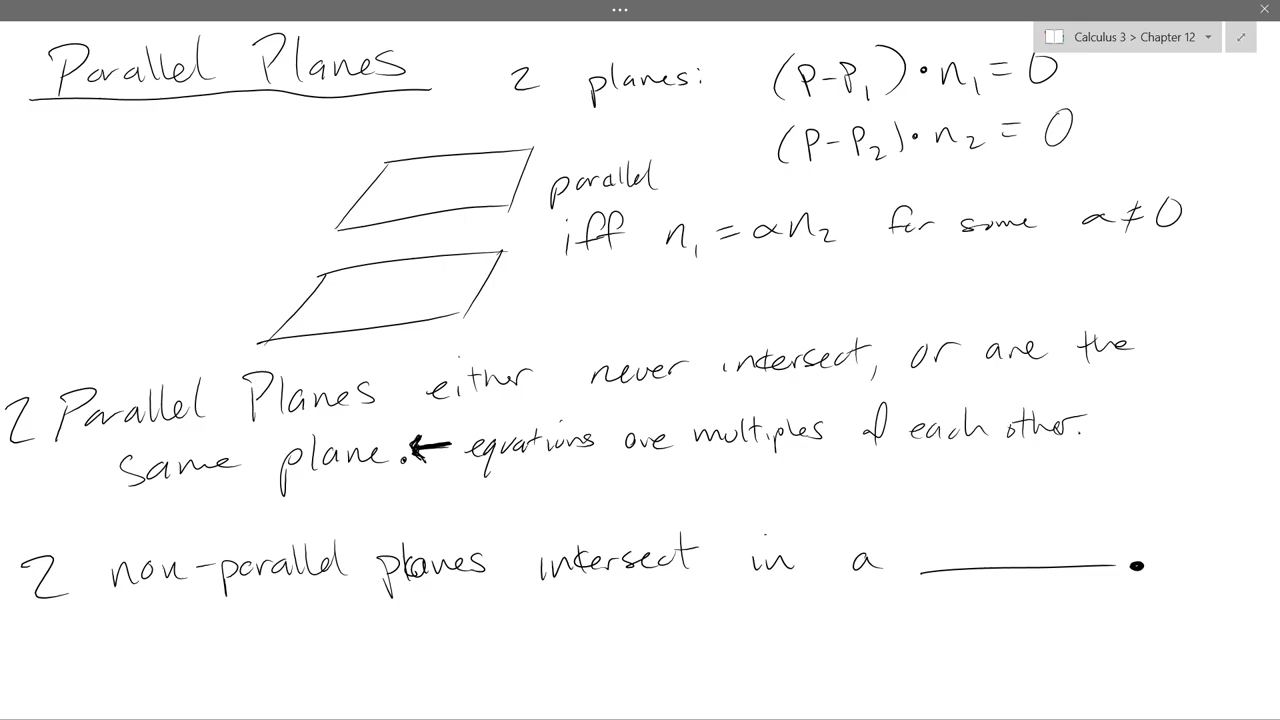 ...
Calculus 3 > Chapter 12
Parallel Planes
2 planes: (P-P₁)·n₁=0
(P-P₂)·n₂=0
parallel
iff n₁=αn₂ for some α≠0
2 Parallel Planes either never intersect, or are the
same plane. ← equations are multiples of each other.
2 non-parallel planes intersect in a ________.